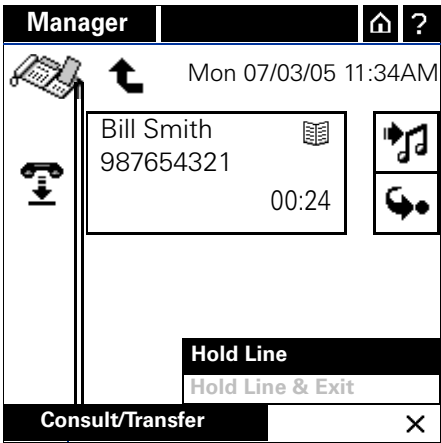 Manager ?
Mon 07/03/05 11:34AM
Bill Smith
987654321
00:24
Hold Line
Hold Line & Exit
Consult/Transfer